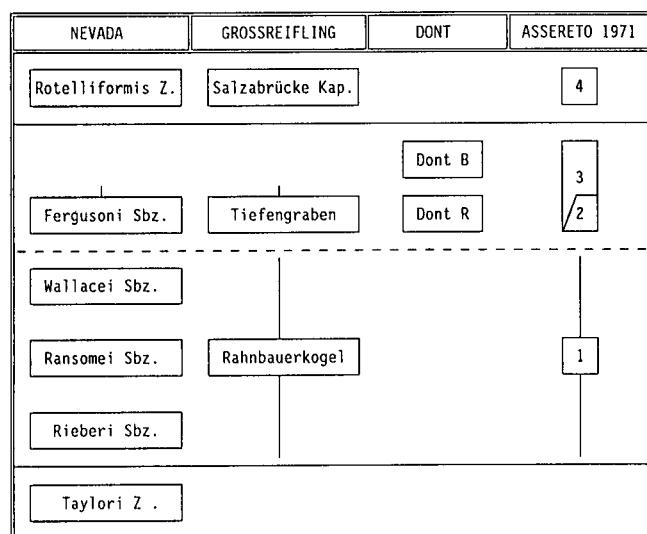 NEVADA GROSSREIFLING DONT ASSERETO 1971
Rotelliformis Z. Salzabrücke Kap. 4
Dont B
3
Fergusoni Sbz. Tiefengraben Dont R 2
Wallacei Sbz.
Ransomei Sbz. Rahnbauerkogel 1
Rieberi Sbz.
Taylori Z .